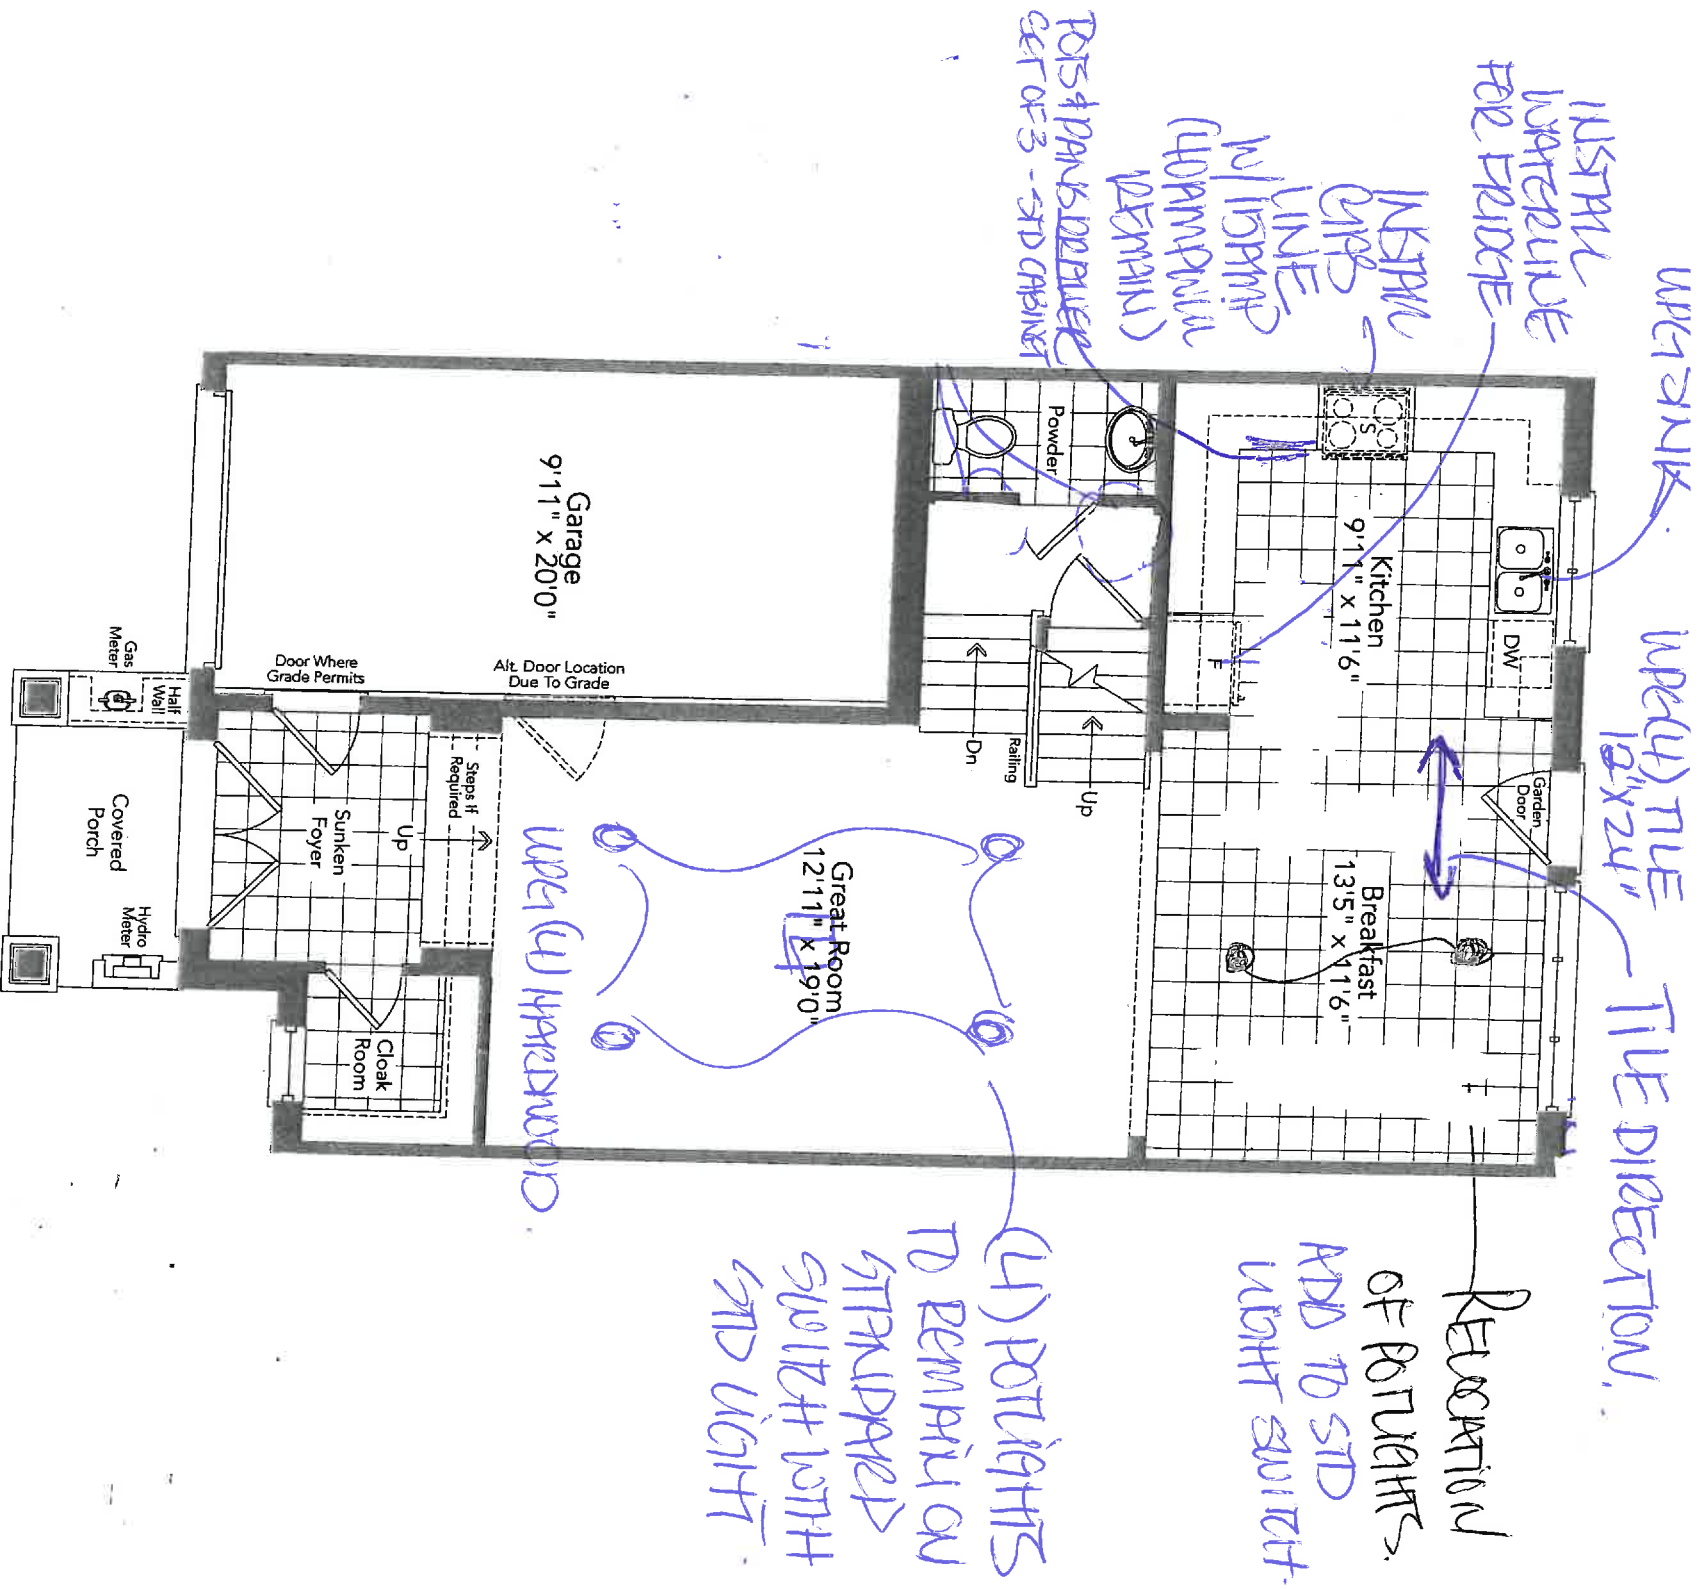 UPG SINK.
UPG(4) TILE
12"X24"
TILE DIRECTION.
INSTALL
WATERLINE
FOR FRIDGE
INSTALL
GAS
LINE
W/ 15AMP
(40AMP
REMAIN)
POTS & PANS DRAWER
SET OF 3 - STD CABINET
RELOCATION
OF POTLIGHTS.
ADD TO STD
LIGHT SWITCH.
(4) POTLIGHTS
TO REMAIN ON
STANDARD
SWITCH WITH
STD LIGHT
UPG(4) HARDWOOD
S
Kitchen
9'11" x 11'6"
DW
F
Garden
Door
Breakfast
13'5" x 11'6"
Powder
Railing
Dn
Up
Great Room
12'11" x 19'0"
Garage
9'11" x 20'0"
Alt. Door Location
Due To Grade
Door Where
Grade Permits
Steps If
Required
Up
Sunken
Foyer
Cloak
Room
Gas
Meter
Half
Wall
Covered
Porch
Hydro
Meter